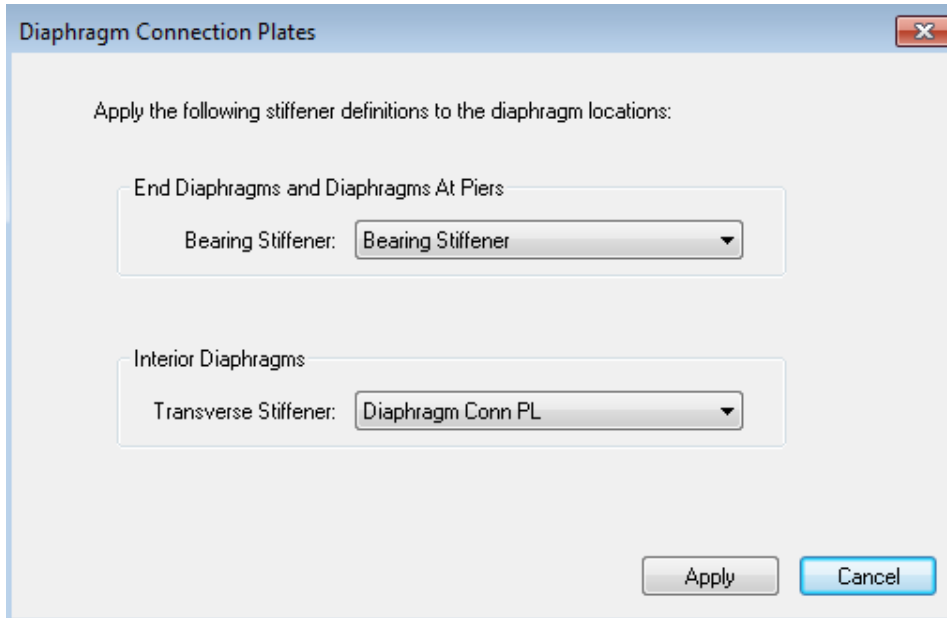 Diaphragm Connection Plates
Apply the following stiffener definitions to the diaphragm locations:
End Diaphragms and Diaphragms At Piers
Bearing Stiffener: Bearing Stiffener
Interior Diaphragms
Transverse Stiffener: Diaphragm Conn PL
Apply Cancel